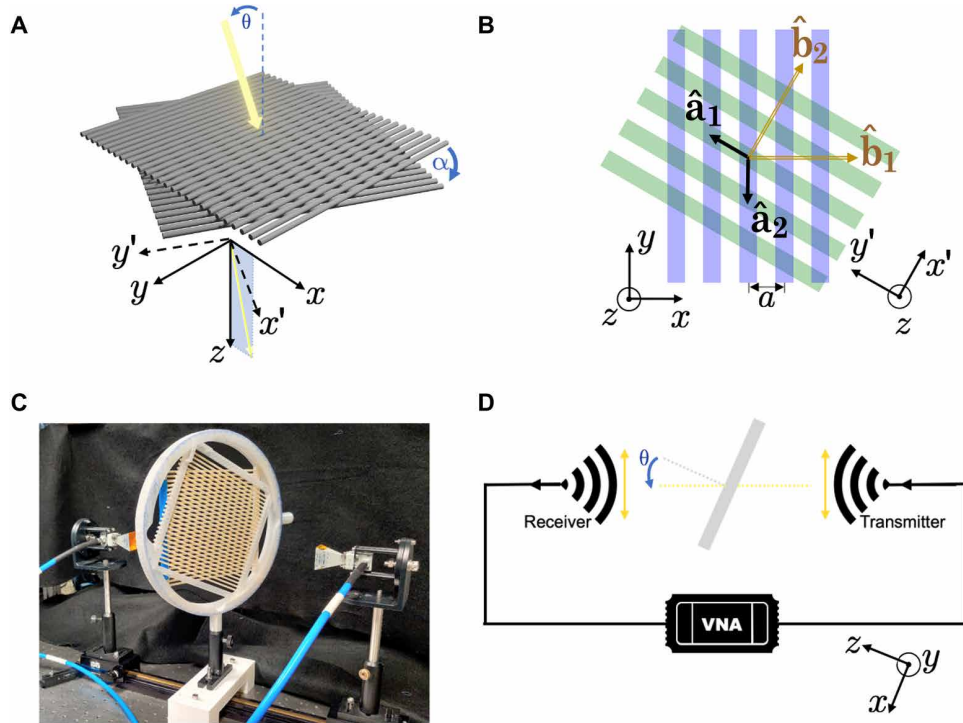 A
θ
α
y'
y
x
x'
z
B
b̂₂
â₁
b̂₁
â₂
y
z
x
a
y'
x'
z
C
D
θ
Receiver
Transmitter
VNA
z
y
x